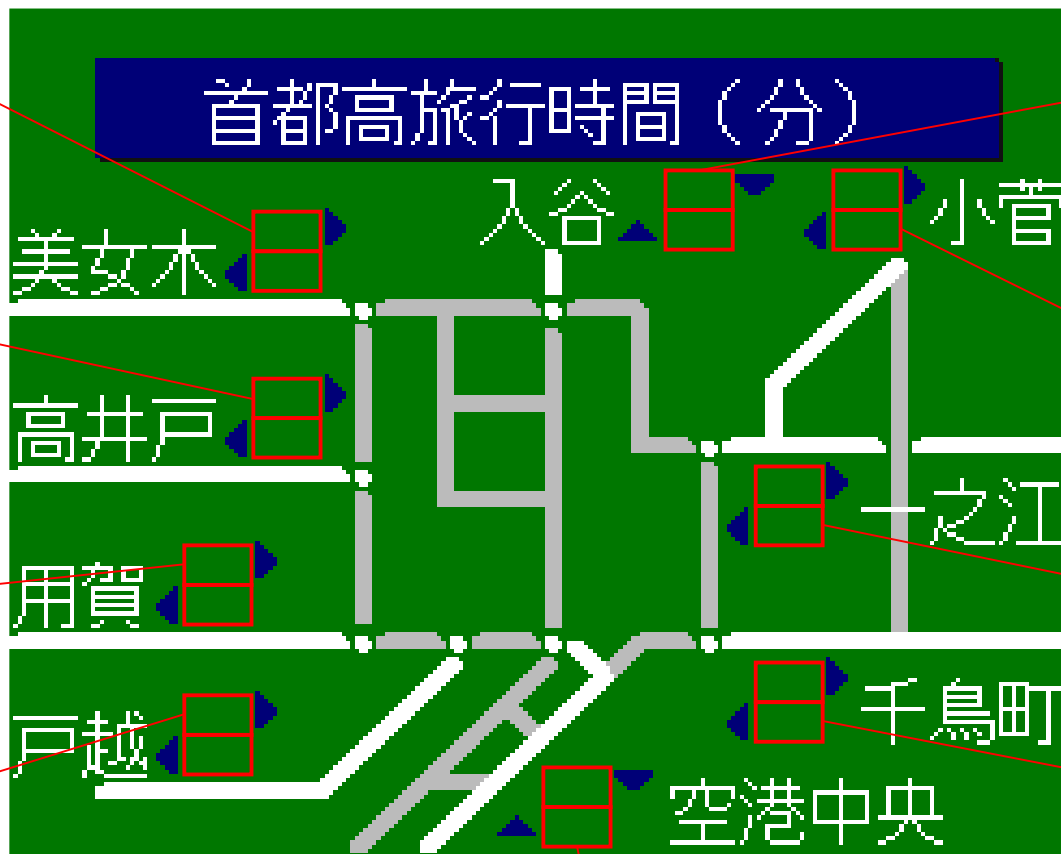 首都高旅行時間（分）
入谷
小菅
美女木
高井戸
一之江
用賀
千鳥町
戸越
空港中央